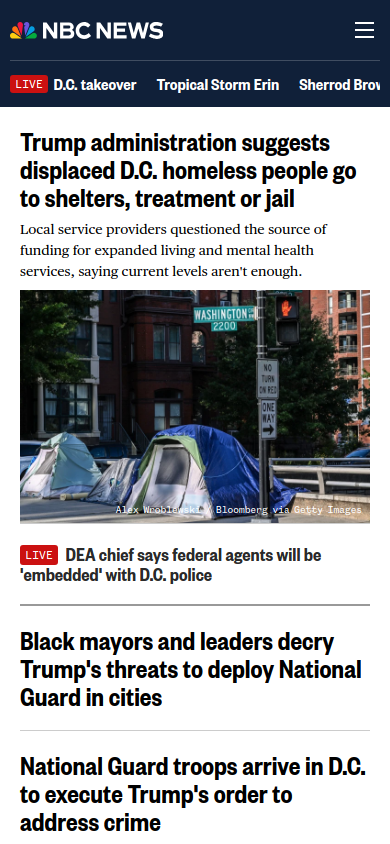 NBC NEWS
LIVE D.C. takeover Tropical Storm Erin Sherrod Brow
Trump administration suggests
displaced D.C. homeless people go
to shelters, treatment or jail
Local service providers questioned the source of
funding for expanded living and mental health
services, saying current levels aren't enough.
WASHINGTON
2200
NO
TURN
ON
RED
ONE
WAY
Alex Wroblewski / Bloomberg via Getty Images
LIVE DEA chief says federal agents will be
'embedded' with D.C. police
Black mayors and leaders decry
Trump's threats to deploy National
Guard in cities
National Guard troops arrive in D.C.
to execute Trump's order to
address crime